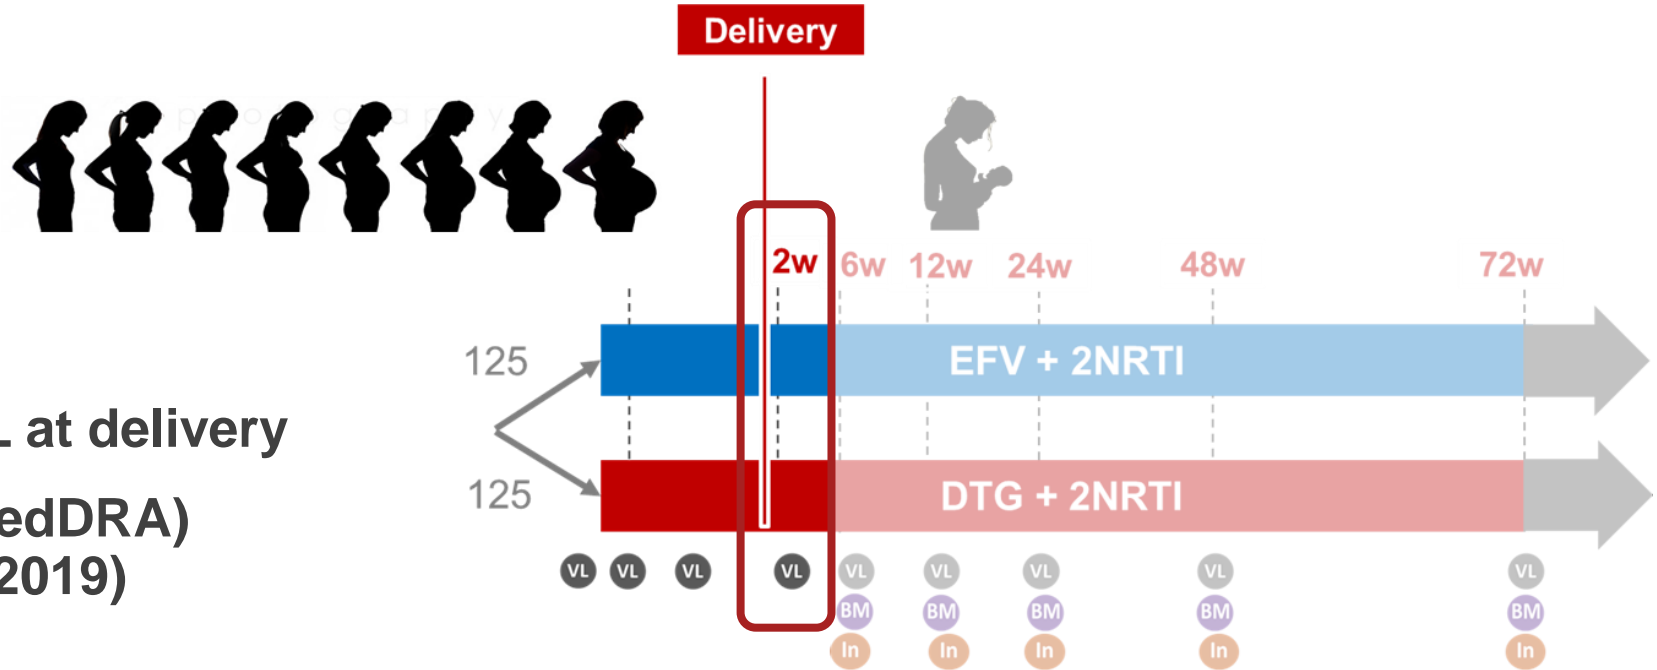 Delivery
2w 6w 12w 24w 48w 72w
125 EFV + 2NRTI
L at delivery
125 DTG + 2NRTI
edDRA)
2019)
VL VL VL VL VL VL VL VL VL
BM BM BM BM BM
In In In In In